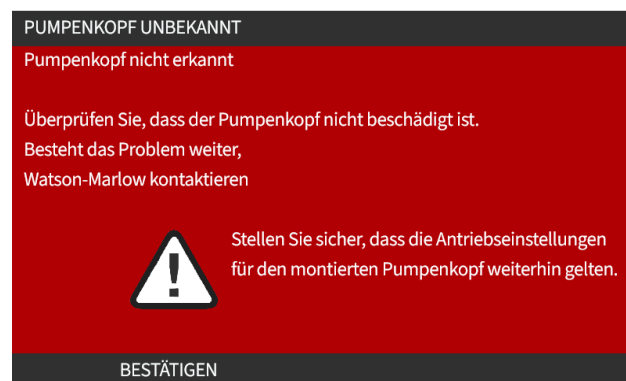 PUMPENKOPF UNBEKANNT
Pumpenkopf nicht erkannt
Überprüfen Sie, dass der Pumpenkopf nicht beschädigt ist.
Besteht das Problem weiter,
Watson-Marlow kontaktieren
Stellen Sie sicher, dass die Antriebseinstellungen
für den montierten Pumpenkopf weiterhin gelten.
!
BESTÄTIGEN